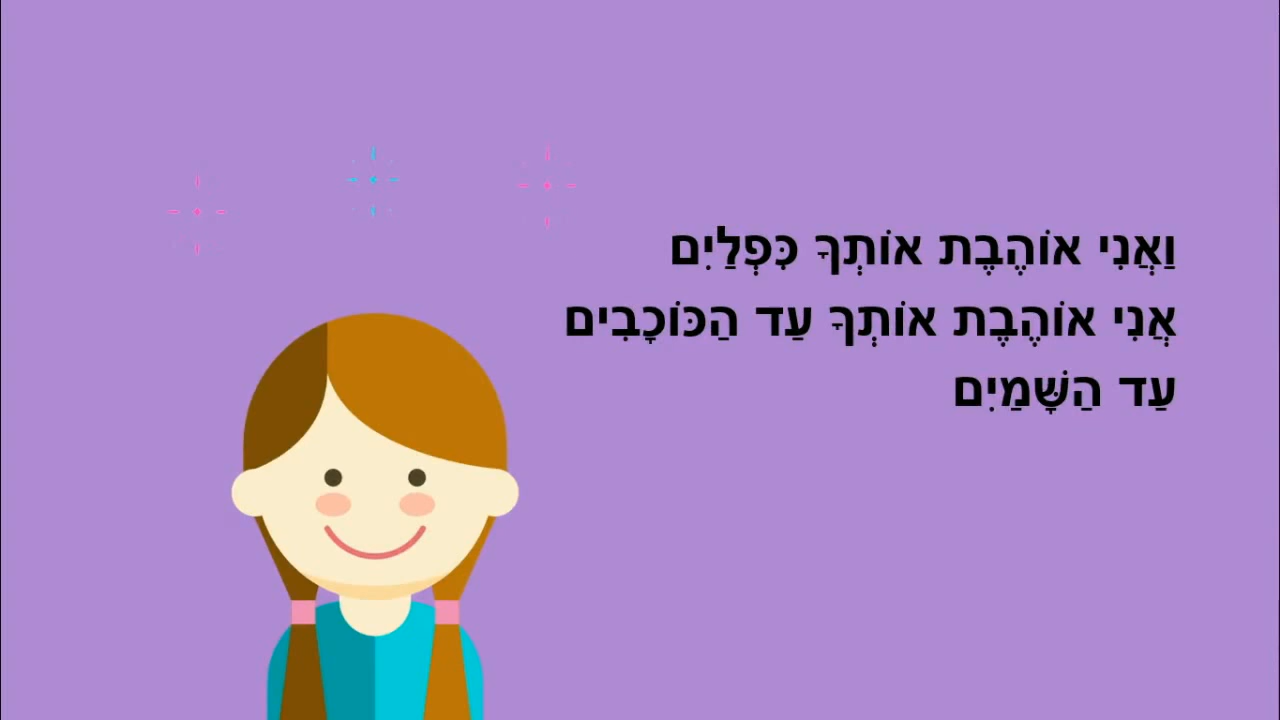 וַאֲנִי אוֹהֶבֶת אוֹתְךָ כִּפְלַיִם
אֲנִי אוֹהֶבֶת אוֹתְךָ עַד הַכּוֹכָבִים
עַד הַשָּׁמַיִם